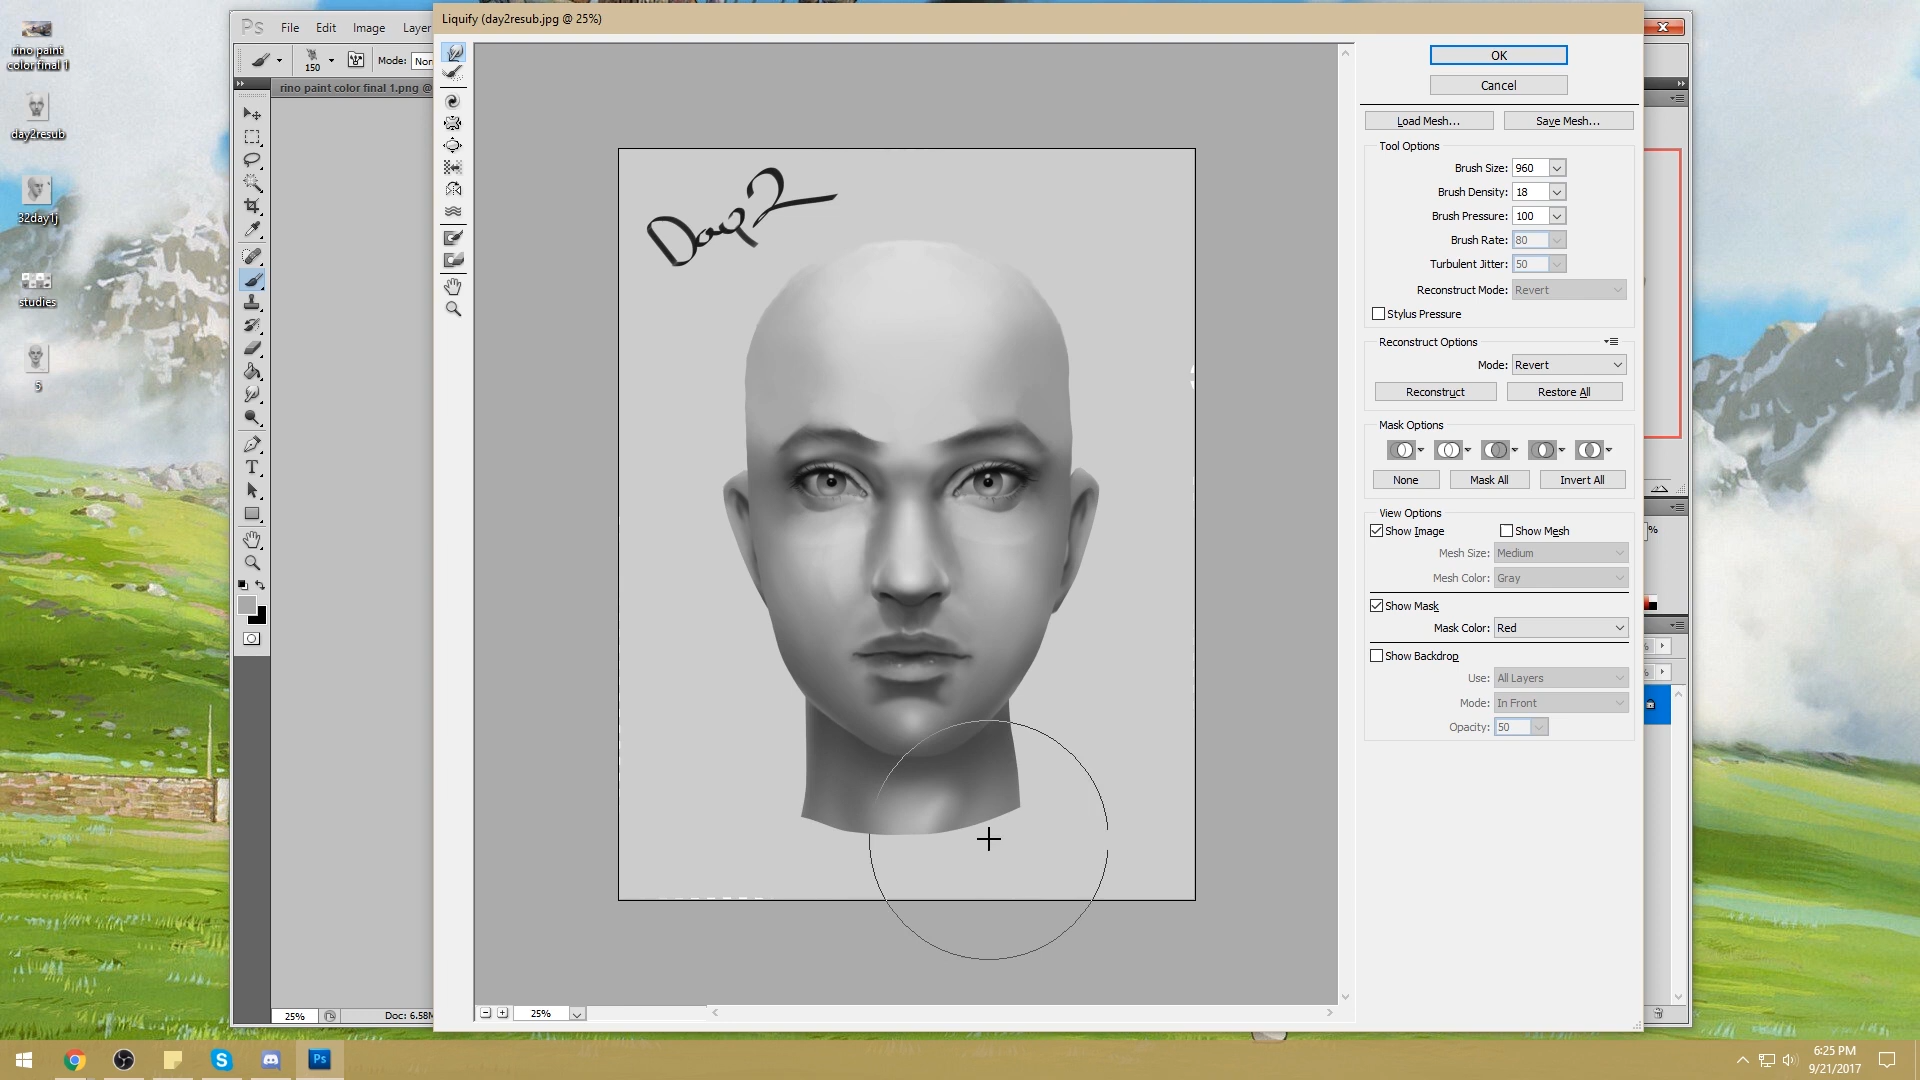 Liquify (day2resub.jpg @ 25%)
Ps File Edit Image Layer
150 Mode: Nor
rino paint color final 1.png @
rino paint
color final 1
day2resub
32day1j
studies
5
Day 2
OK
Cancel
Load Mesh... Save Mesh...
Tool Options
Brush Size: 960
Brush Density: 18
Brush Pressure: 100
Brush Rate: 80
Turbulent Jitter: 50
Reconstruct Mode: Revert
Stylus Pressure
Reconstruct Options
Mode: Revert
Reconstruct Restore All
Mask Options
None Mask All Invert All
View Options
Show Image Show Mesh
Mesh Size: Medium
Mesh Color: Gray
Show Mask
Mask Color: Red
Show Backdrop
Use: All Layers
Mode: In Front
Opacity: 50
%
%
%
25% Doc: 6.58M
25%
S Ps
6:25 PM
9/21/2017